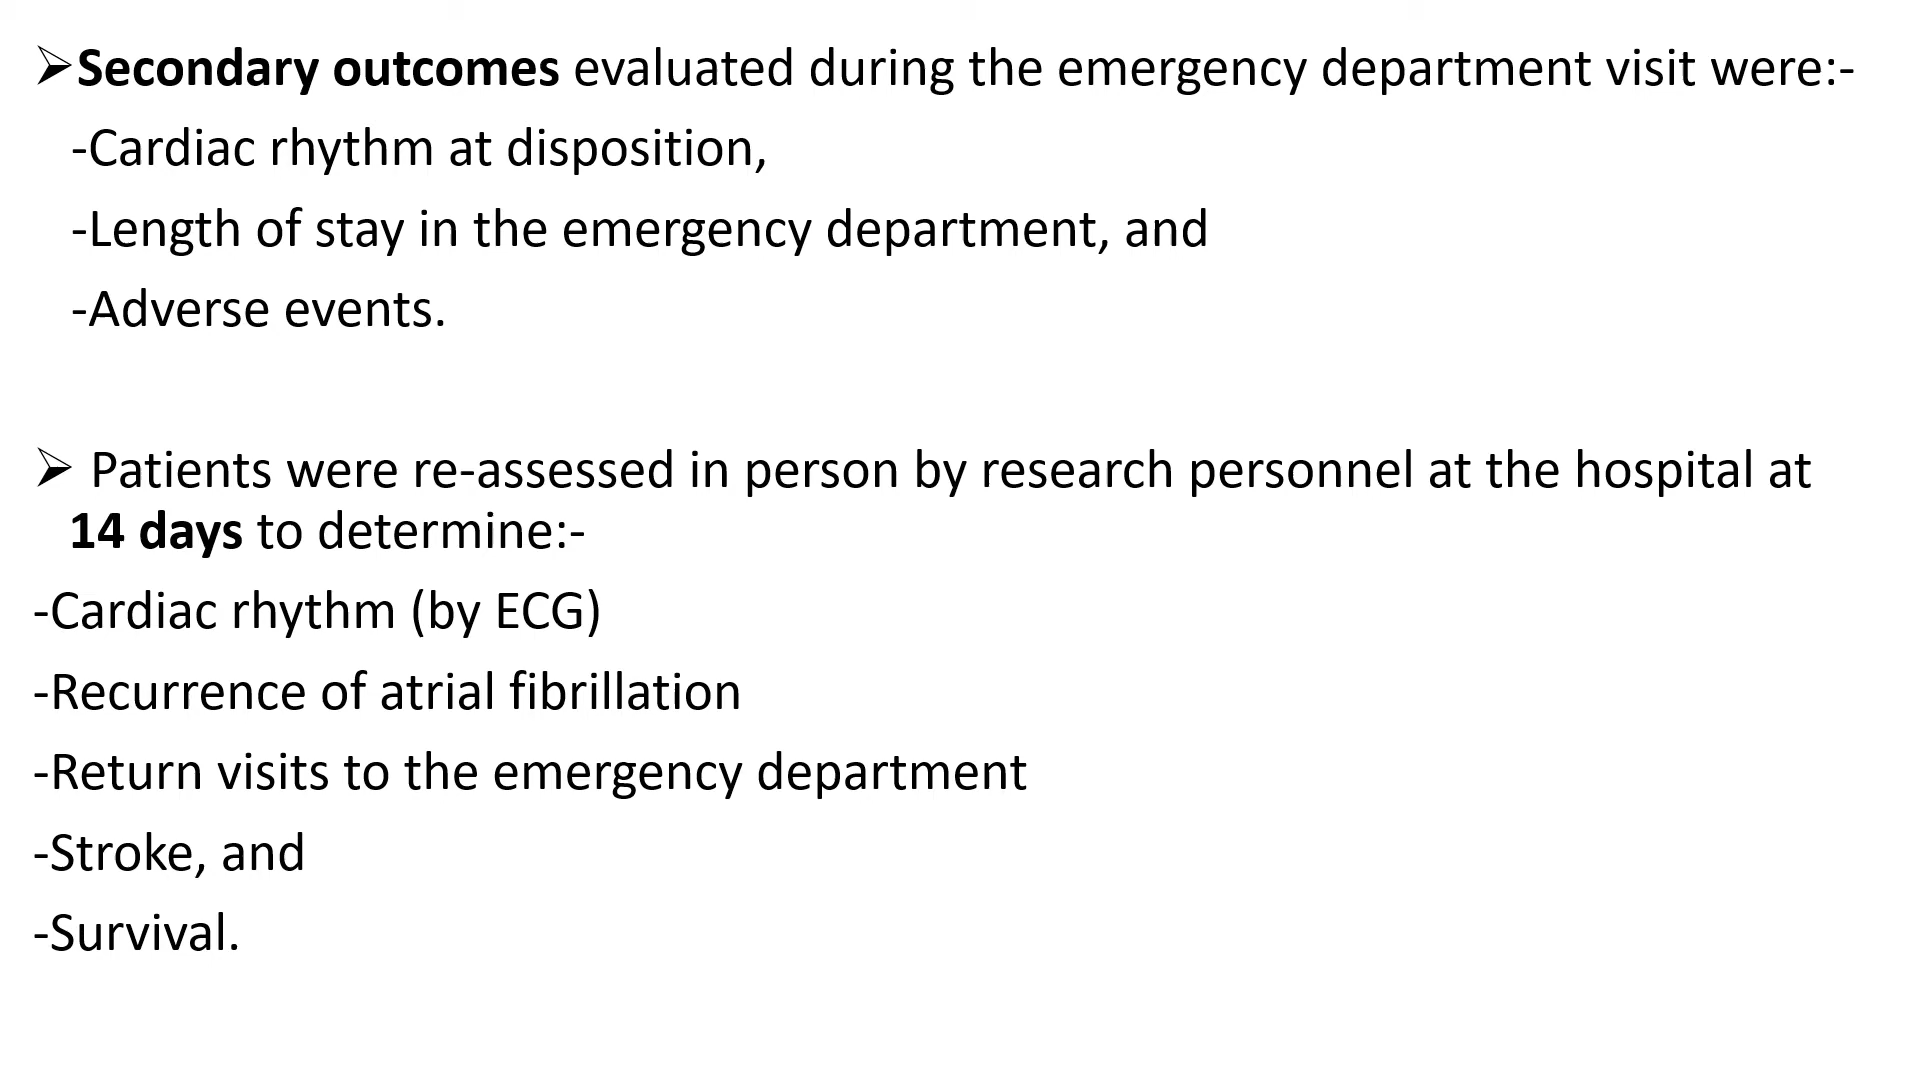 ➢Secondary outcomes evaluated during the emergency department visit were:-
-Cardiac rhythm at disposition,
-Length of stay in the emergency department, and
-Adverse events.
➢ Patients were re-assessed in person by research personnel at the hospital at
14 days to determine:-
-Cardiac rhythm (by ECG)
-Recurrence of atrial fibrillation
-Return visits to the emergency department
-Stroke, and
-Survival.